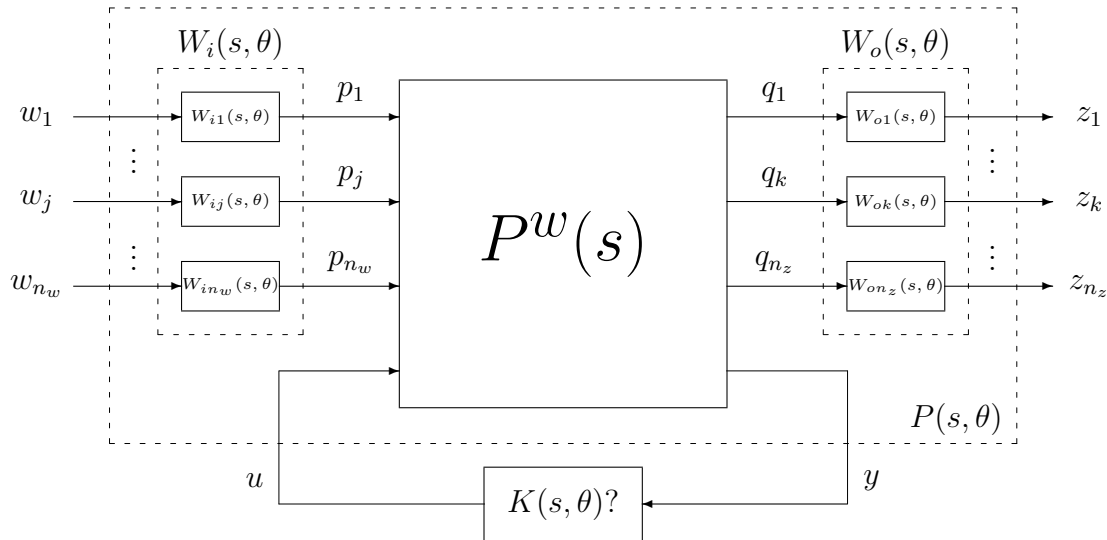 W_i(s, θ) W_o(s, θ)
w_1 W_{i1}(s, θ) p_1 q_1 W_{o1}(s, θ) z_1
⋮ ⋮
w_j W_{ij}(s, θ) p_j P^w(s) q_k W_{ok}(s, θ) z_k
⋮ ⋮
w_{n_w} W_{in_w}(s, θ) p_{n_w} q_{n_z} W_{on_z}(s, θ) z_{n_z}
P(s, θ)
u K(s, θ)? y